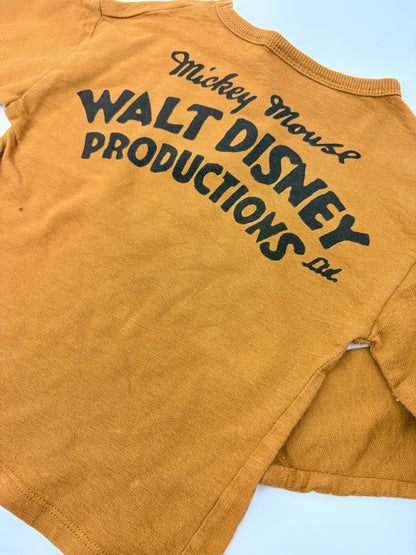 Mickey Mouse
WALT DISNEY
PRODUCTIONS
Ltd.